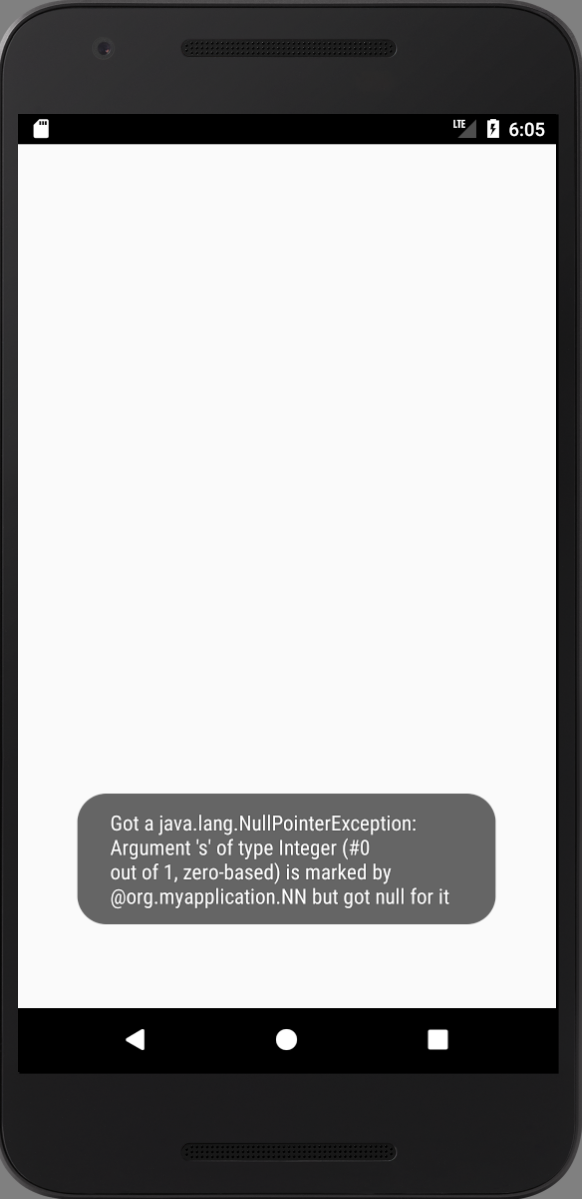 LTE 6:05
Got a java.lang.NullPointerException:
Argument 's' of type Integer (#0
out of 1, zero-based) is marked by
@org.myapplication.NN but got null for it